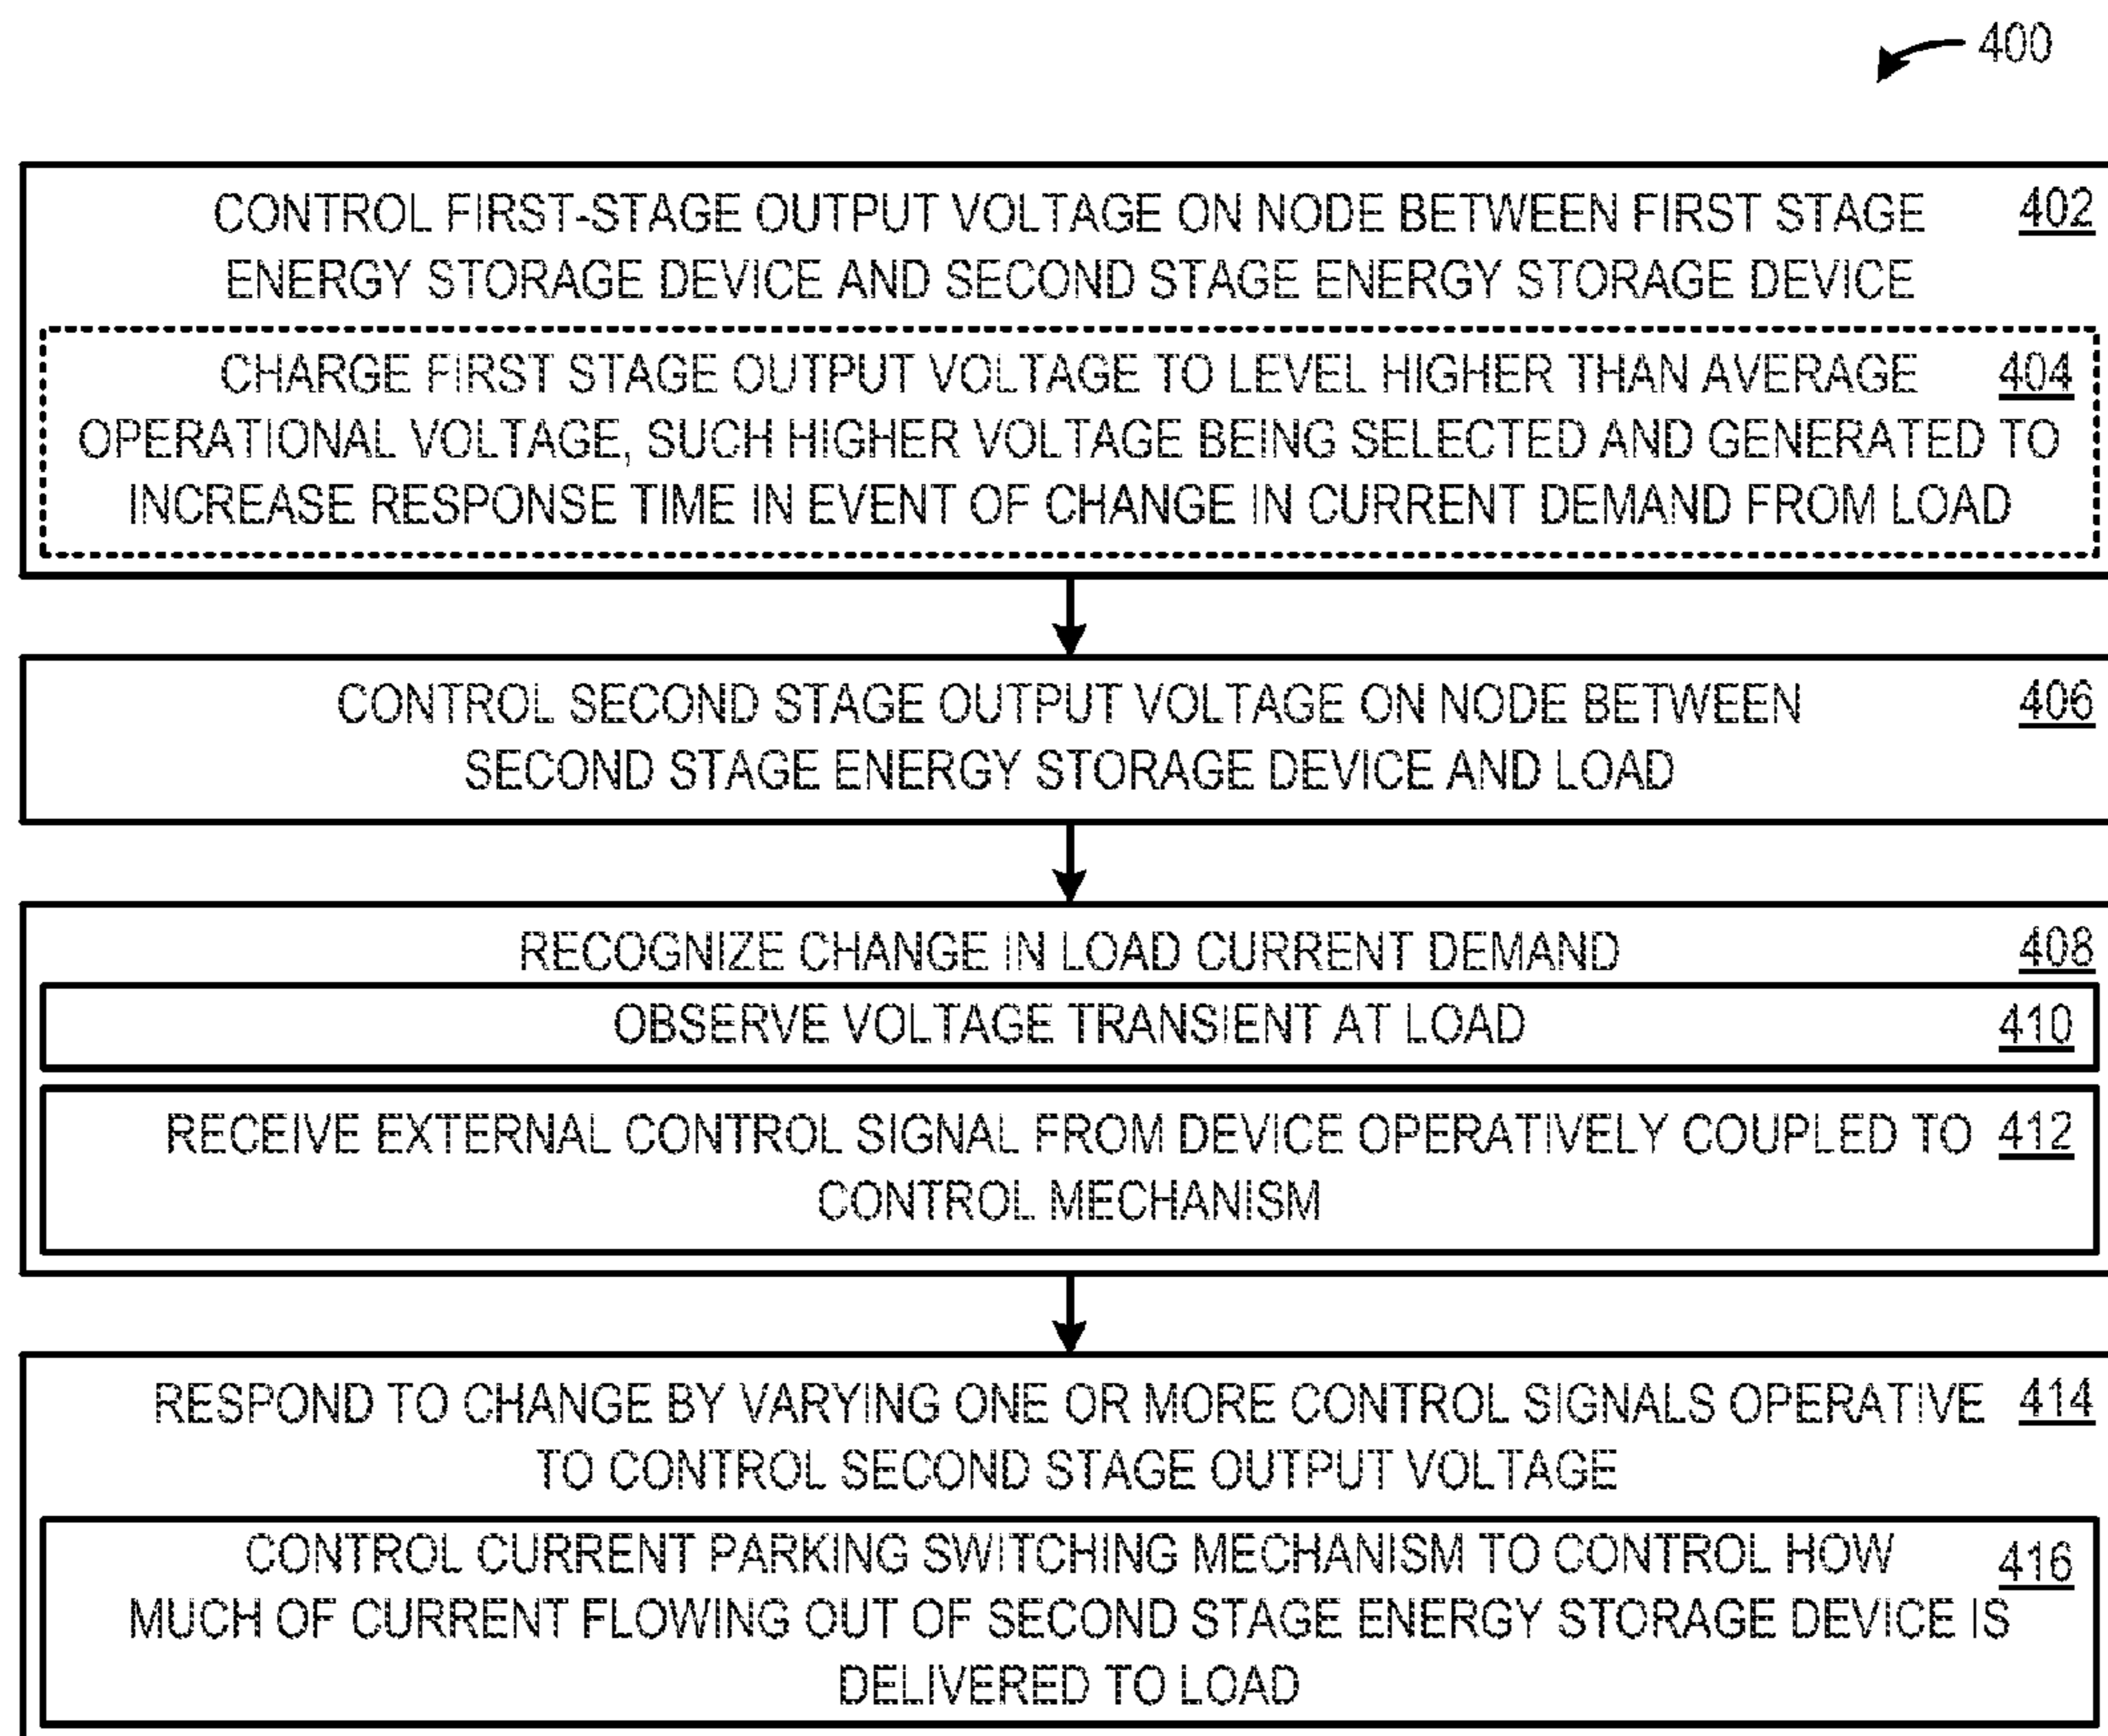 400
CONTROL FIRST-STAGE OUTPUT VOLTAGE ON NODE BETWEEN FIRST STAGE 402
ENERGY STORAGE DEVICE AND SECOND STAGE ENERGY STORAGE DEVICE
CHARGE FIRST STAGE OUTPUT VOLTAGE TO LEVEL HIGHER THAN AVERAGE 404
OPERATIONAL VOLTAGE, SUCH HIGHER VOLTAGE BEING SELECTED AND GENERATED TO
INCREASE RESPONSE TIME IN EVENT OF CHANGE IN CURRENT DEMAND FROM LOAD
CONTROL SECOND STAGE OUTPUT VOLTAGE ON NODE BETWEEN 406
SECOND STAGE ENERGY STORAGE DEVICE AND LOAD
RECOGNIZE CHANGE IN LOAD CURRENT DEMAND 408
OBSERVE VOLTAGE TRANSIENT AT LOAD 410
RECEIVE EXTERNAL CONTROL SIGNAL FROM DEVICE OPERATIVELY COUPLED TO 412
CONTROL MECHANISM
RESPOND TO CHANGE BY VARYING ONE OR MORE CONTROL SIGNALS OPERATIVE 414
TO CONTROL SECOND STAGE OUTPUT VOLTAGE
CONTROL CURRENT PARKING SWITCHING MECHANISM TO CONTROL HOW 416
MUCH OF CURRENT FLOWING OUT OF SECOND STAGE ENERGY STORAGE DEVICE IS
DELIVERED TO LOAD